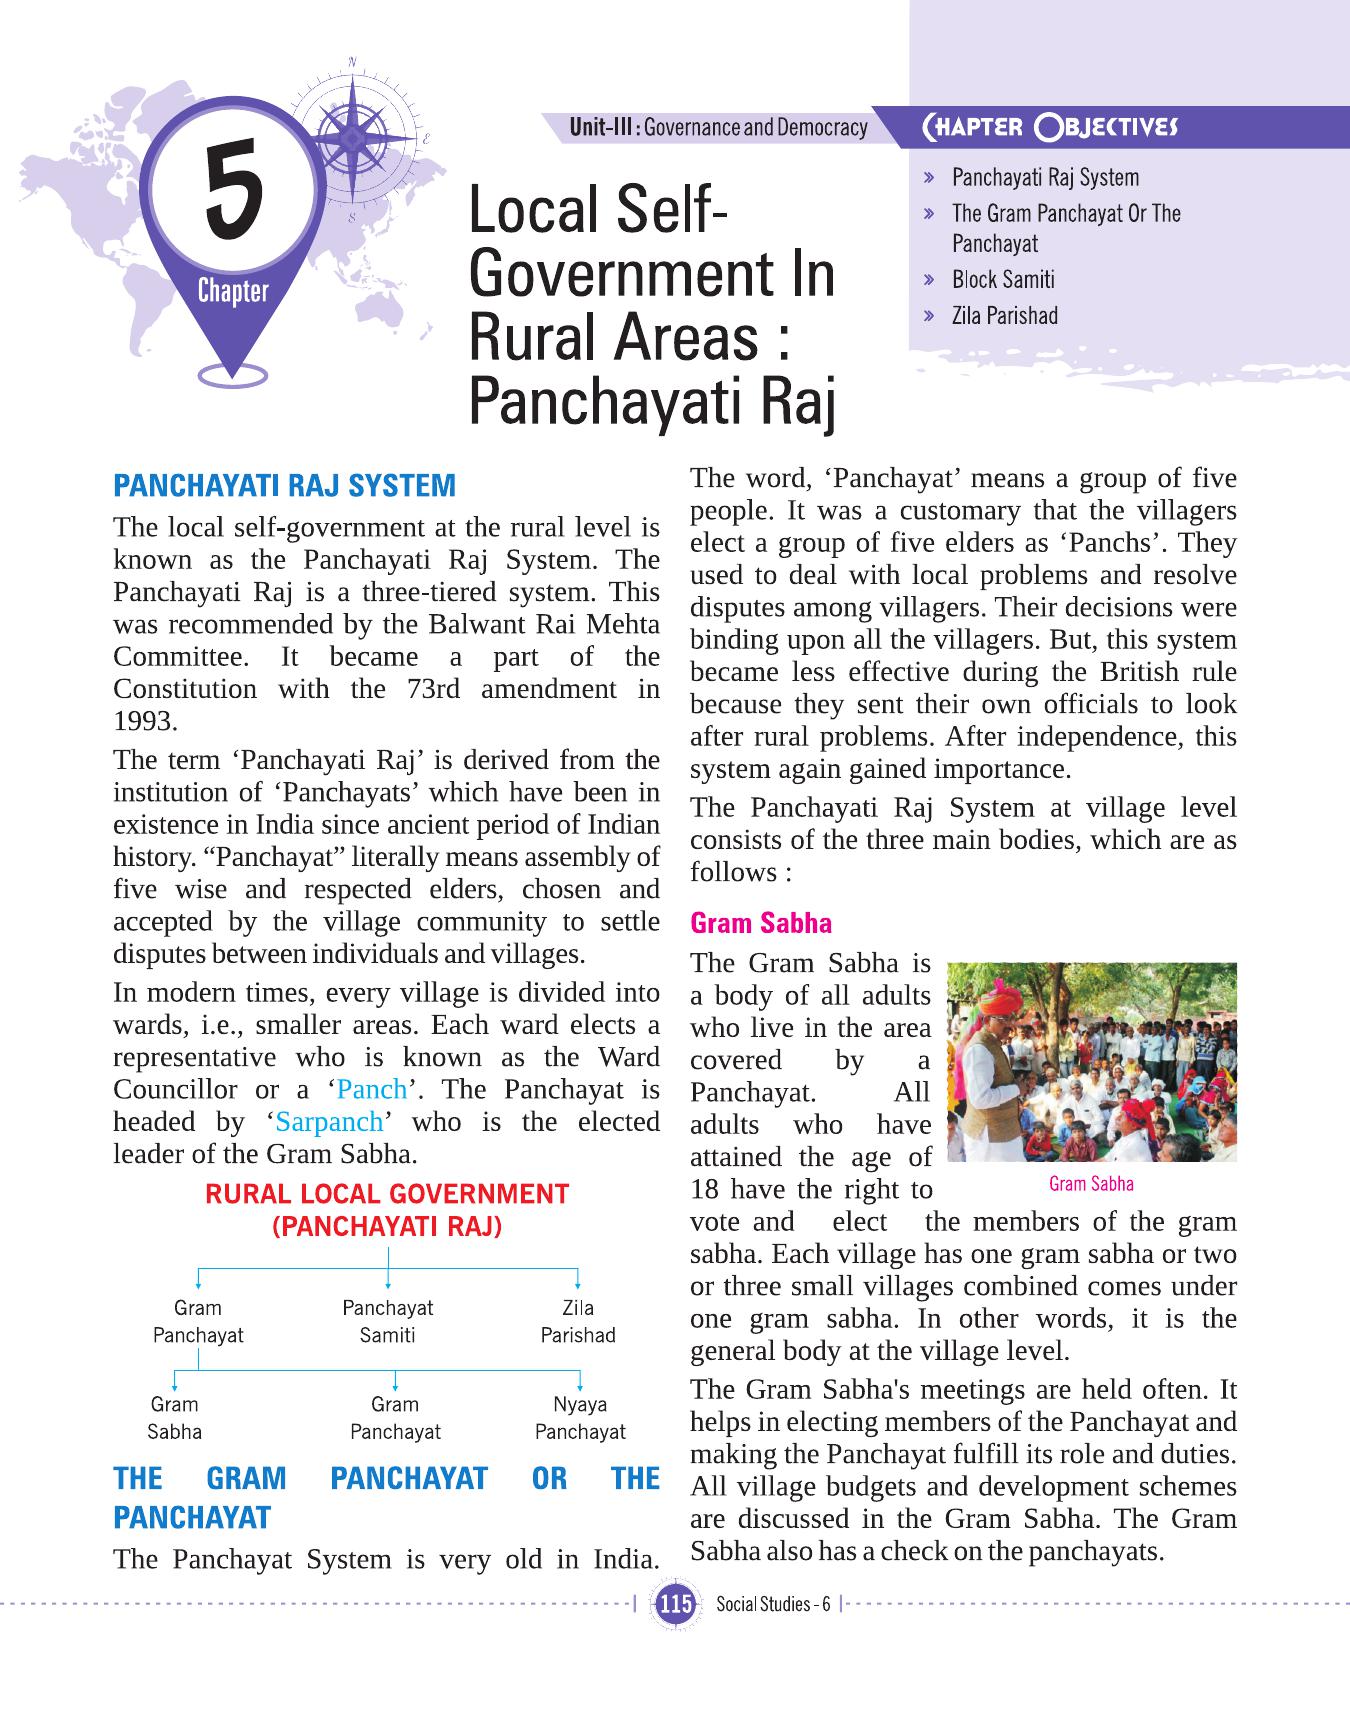 5
Chapter
N
E
S
Unit-III : Governance and Democracy
Local Self-
Government In
Rural Areas :
Panchayati Raj
CHAPTER OBJECTIVES
» Panchayati Raj System
» The Gram Panchayat Or The
Panchayat
» Block Samiti
» Zila Parishad
PANCHAYATI RAJ SYSTEM
The local self-government at the rural level is
known as the Panchayati Raj System. The
Panchayati Raj is a three-tiered system. This
was recommended by the Balwant Rai Mehta
Committee. It became a part of the
Constitution with the 73rd amendment in
1993.
The term ‘Panchayati Raj’ is derived from the
institution of ‘Panchayats’ which have been in
existence in India since ancient period of Indian
history. “Panchayat” literally means assembly of
five wise and respected elders, chosen and
accepted by the village community to settle
disputes between individuals and villages.
In modern times, every village is divided into
wards, i.e., smaller areas. Each ward elects a
representative who is known as the Ward
Councillor or a ‘Panch’. The Panchayat is
headed by ‘Sarpanch’ who is the elected
leader of the Gram Sabha.
RURAL LOCAL GOVERNMENT
(PANCHAYATI RAJ)
Gram
Panchayat
Panchayat
Samiti
Zila
Parishad
Gram
Sabha
Gram
Panchayat
Nyaya
Panchayat
THE GRAM PANCHAYAT OR THE
PANCHAYAT
The Panchayat System is very old in India.
The word, ‘Panchayat’ means a group of five
people. It was a customary that the villagers
elect a group of five elders as ‘Panchs’. They
used to deal with local problems and resolve
disputes among villagers. Their decisions were
binding upon all the villagers. But, this system
became less effective during the British rule
because they sent their own officials to look
after rural problems. After independence, this
system again gained importance.
The Panchayati Raj System at village level
consists of the three main bodies, which are as
follows :
Gram Sabha
The Gram Sabha is
a body of all adults
who live in the area
covered by a
Panchayat. All
adults who have
attained the age of
18 have the right to
vote and elect the members of the gram
sabha. Each village has one gram sabha or two
or three small villages combined comes under
one gram sabha. In other words, it is the
general body at the village level.
Gram Sabha
The Gram Sabha's meetings are held often. It
helps in electing members of the Panchayat and
making the Panchayat fulfill its role and duties.
All village budgets and development schemes
are discussed in the Gram Sabha. The Gram
Sabha also has a check on the panchayats.
115 Social Studies - 6